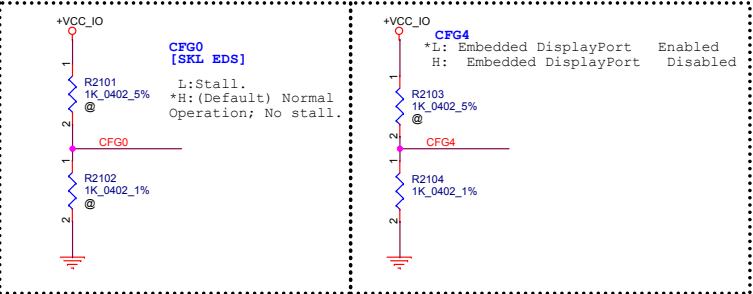 +VCC_IO
CFG0
[SKL EDS]
L:Stall.
*H:(Default) Normal
Operation; No stall.
1
R2101
1K_0402_5%
@
2
CFG0
1
R2102
1K_0402_1%
@
2
+VCC_IO
CFG4
*L: Embedded DisplayPort Enabled
H: Embedded DisplayPort Disabled
1
R2103
1K_0402_5%
@
2
CFG4
1
R2104
1K_0402_1%
2